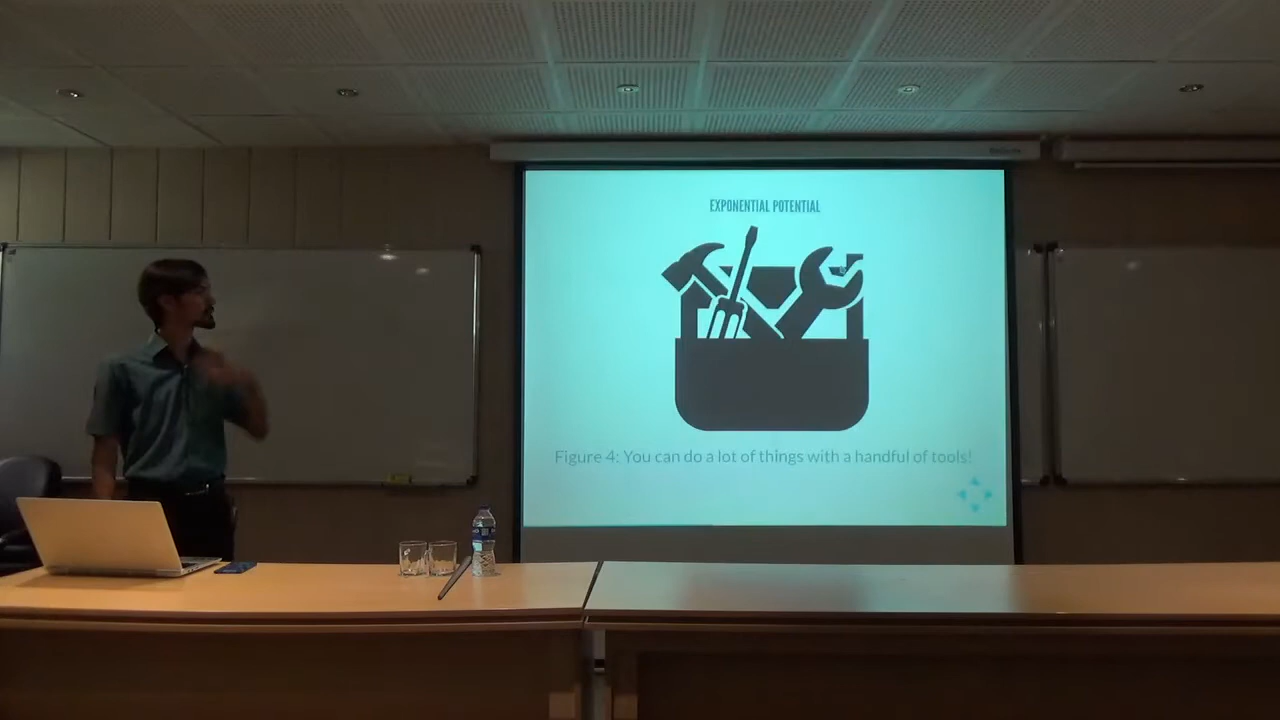 EXPONENTIAL POTENTIAL
Figure 4: You can do a lot of things with a handful of tools!